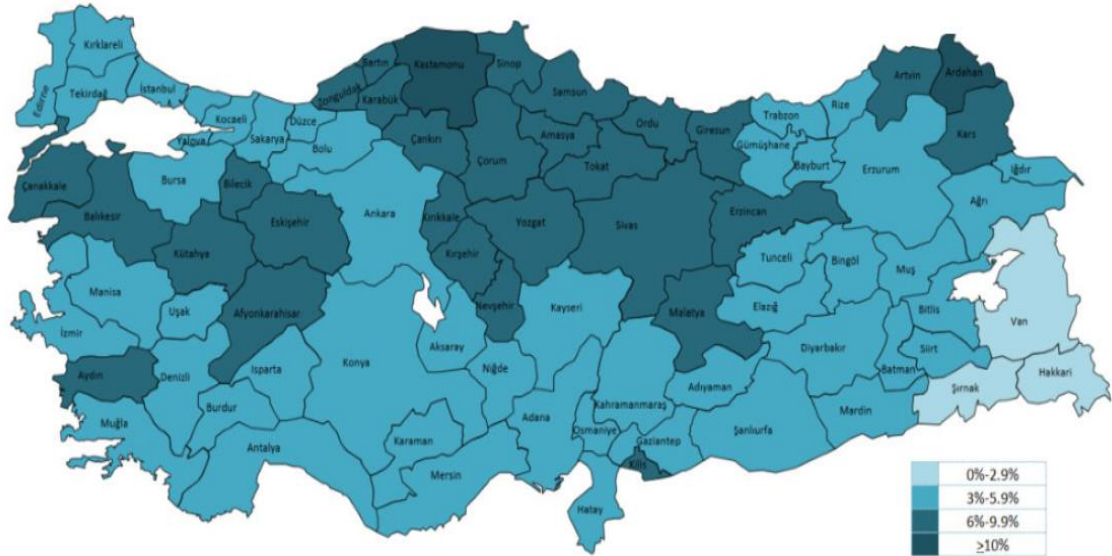 Kırklareli
Edirne
Tekirdağ
İstanbul
Kocaeli
Yalova
Sakarya
Düzce
Bolu
Zonguldak
Bartın
Karabük
Kastamonu
Sinop
Çankırı
Samsun
Çorum
Amasya
Ordu
Tokat
Giresun
Trabzon
Rize
Gümüşhane
Bayburt
Artvin
Ardahan
Kars
Erzurum
Iğdır
Ağrı
Çanakkale
Balıkesir
Bursa
Bilecik
Kütahya
Eskişehir
Ankara
Kırıkkale
Kırşehir
Yozgat
Sivas
Erzincan
Tunceli
Bingöl
Muş
Manisa
Uşak
Afyonkarahisar
İzmir
Nevşehir
Kayseri
Malatya
Elazığ
Bitlis
Van
Aydın
Denizli
Isparta
Konya
Aksaray
Niğde
Diyarbakır
Batman
Siirt
Şırnak
Hakkari
Muğla
Burdur
Antalya
Karaman
Mersin
Adana
Kahramanmaraş
Adıyaman
Osmaniye
Gaziantep
Kilis
Şanlıurfa
Mardin
Hatay
0%-2.9%
3%-5.9%
6%-9.9%
≥10%